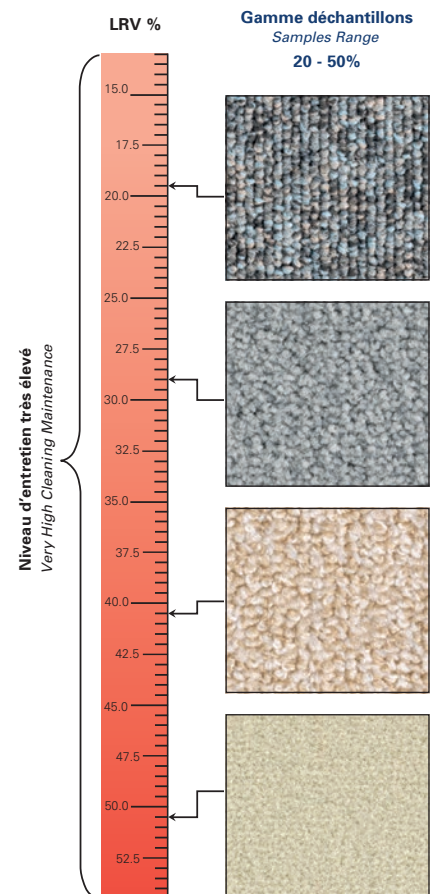 LRV %
Gamme déchantillons
Samples Range
20 - 50%
15.0
17.5
20.0
22.5
25.0
27.5
30.0
32.5
35.0
37.5
40.0
42.5
45.0
47.5
50.0
52.5
Niveau d'entretien très élevé
Very High Cleaning Maintenance